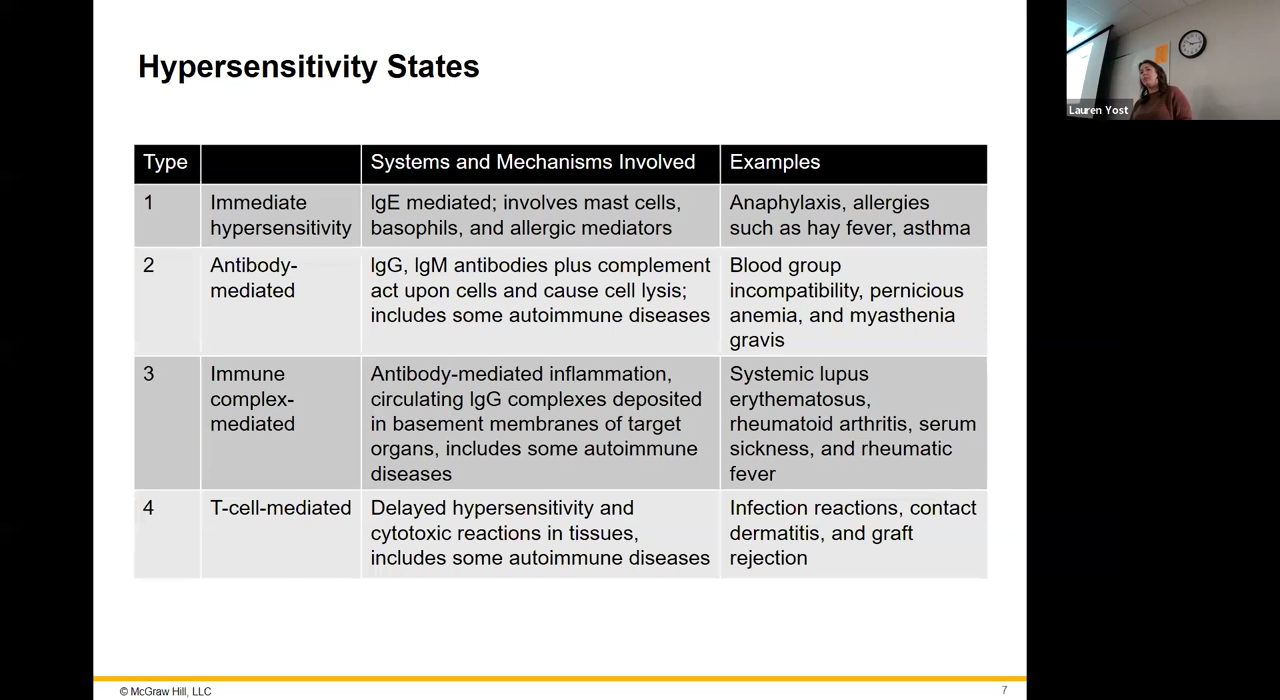 Hypersensitivity States
Lauren Yost
Type
Systems and Mechanisms Involved
Examples
1
Immediate
hypersensitivity
IgE mediated; involves mast cells,
basophils, and allergic mediators
Anaphylaxis, allergies
such as hay fever, asthma
2
Antibody-
mediated
IgG, IgM antibodies plus complement
act upon cells and cause cell lysis;
includes some autoimmune diseases
Blood group
incompatibility, pernicious
anemia, and myasthenia
gravis
3
Immune
complex-
mediated
Antibody-mediated inflammation,
circulating IgG complexes deposited
in basement membranes of target
organs, includes some autoimmune
diseases
Systemic lupus
erythematosus,
rheumatoid arthritis, serum
sickness, and rheumatic
fever
4
T-cell-mediated
Delayed hypersensitivity and
cytotoxic reactions in tissues,
includes some autoimmune diseases
Infection reactions, contact
dermatitis, and graft
rejection
© McGraw Hill, LLC
7